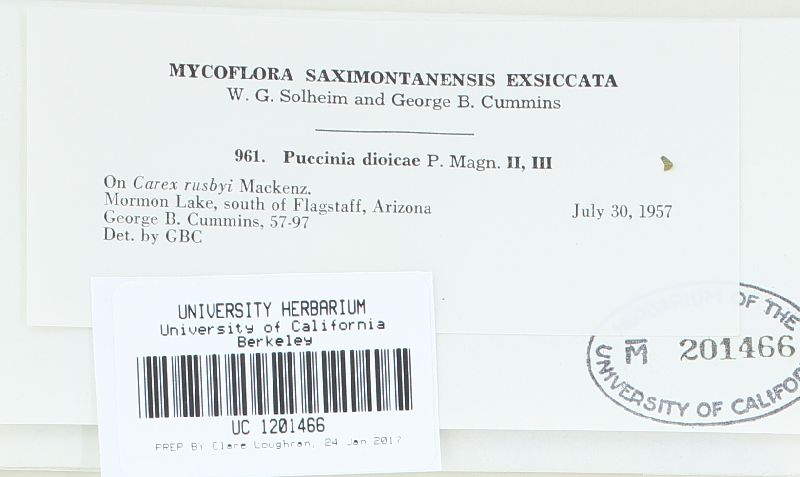 MYCOFLORA SAXIMONTANENSIS EXSICCATA
W. G. Solheim and George B. Cummins
961. Puccinia dioicae P. Magn. II, III
On Carex rusbyi Mackenz.
Mormon Lake, south of Flagstaff, Arizona July 30, 1957
George B. Cummins, 57-97
Det. by GBC
UNIVERSITY HERBARIUM
University of California
Berkeley
UC 1201466
PREP BY Clare Loughran, 24 Jan 2017
HERBARIUM OF THE
M 201466
UNIVERSITY OF CALIFO